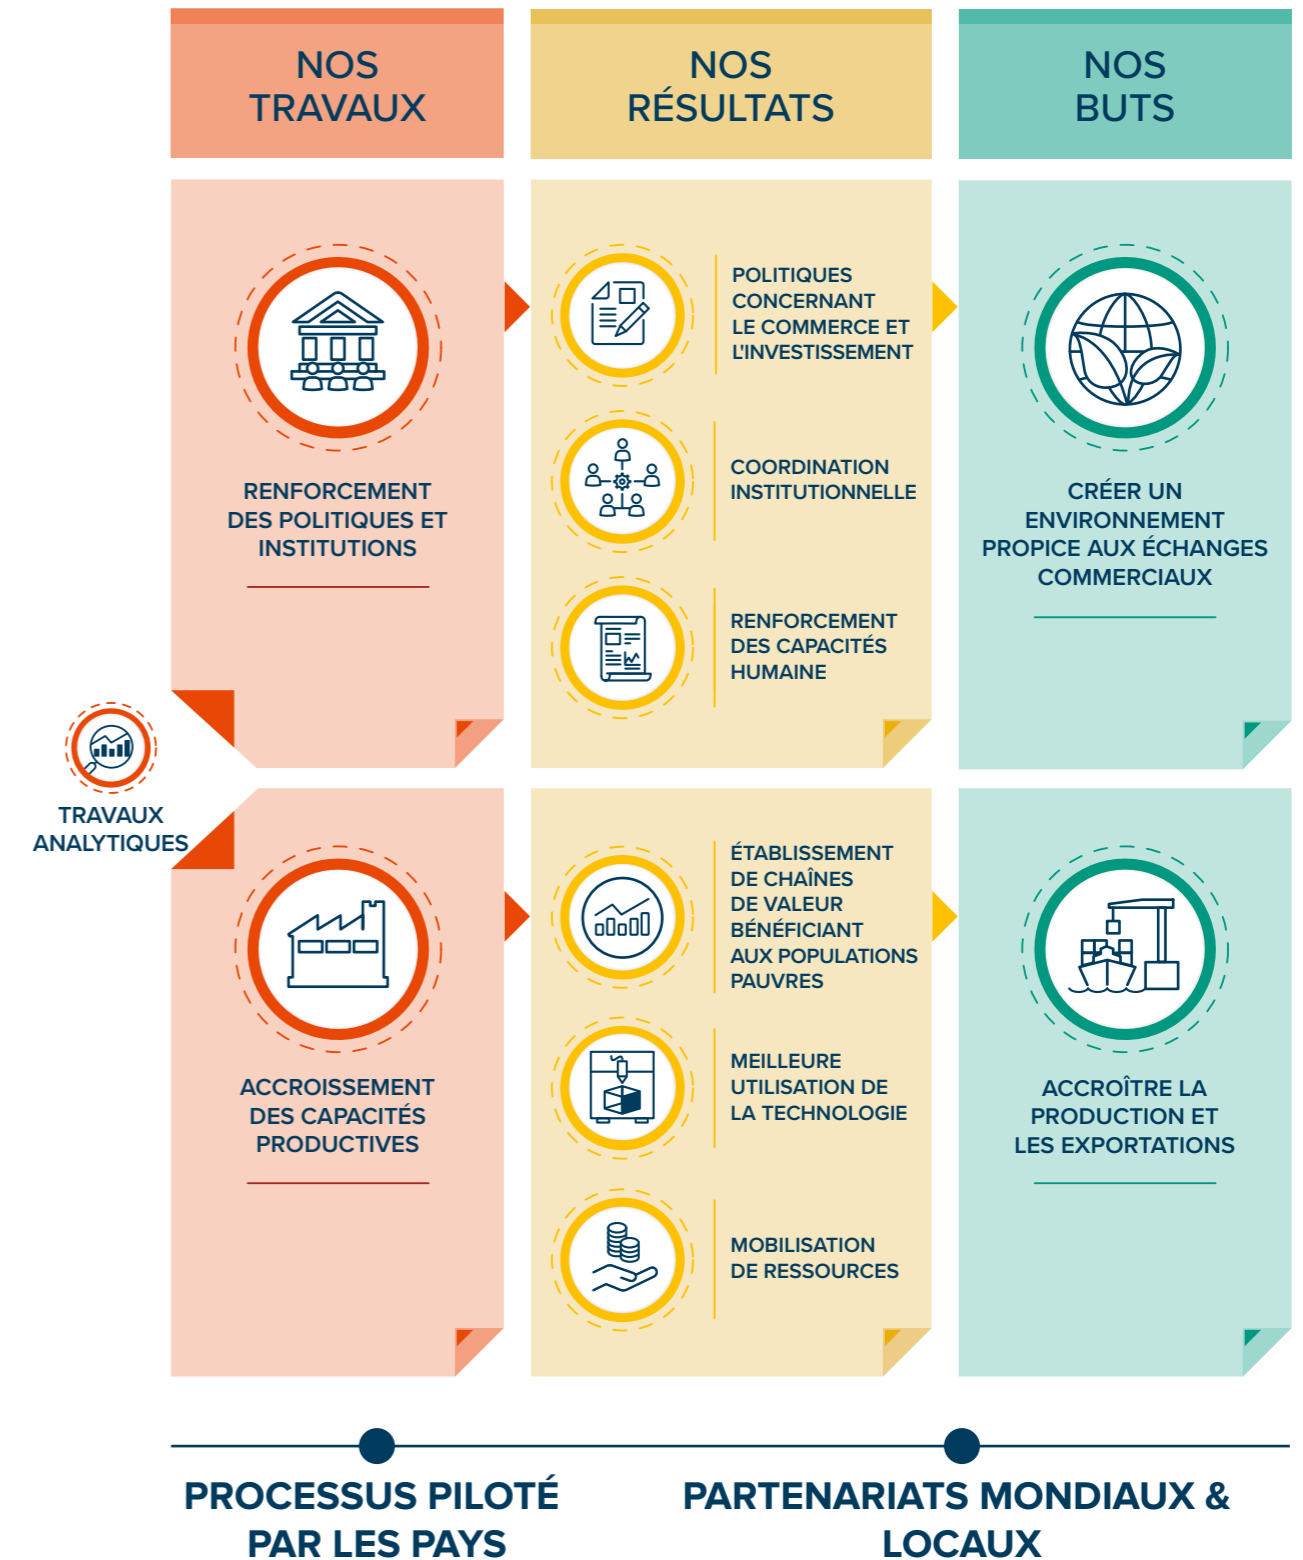 NOS
TRAVAUX
NOS
RÉSULTATS
NOS
BUTS
RENFORCEMENT
DES POLITIQUES ET
INSTITUTIONS
POLITIQUES
CONCERNANT
LE COMMERCE ET
L'INVESTISSEMENT
COORDINATION
INSTITUTIONNELLE
RENFORCEMENT
DES CAPACITÉS
HUMAINE
CRÉER UN
ENVIRONNEMENT
PROPICE AUX ÉCHANGES
COMMERCIAUX
TRAVAUX
ANALYTIQUES
ACCROISSEMENT
DES CAPACITÉS
PRODUCTIVES
ÉTABLISSEMENT
DE CHAÎNES
DE VALEUR
BÉNÉFICIANT
AUX POPULATIONS
PAUVRES
MEILLEURE
UTILISATION DE
LA TECHNOLOGIE
MOBILISATION
DE RESSOURCES
ACCROÎTRE LA
PRODUCTION ET
LES EXPORTATIONS
PROCESSUS PILOTÉ
PAR LES PAYS
PARTENARIATS MONDIAUX &
LOCAUX